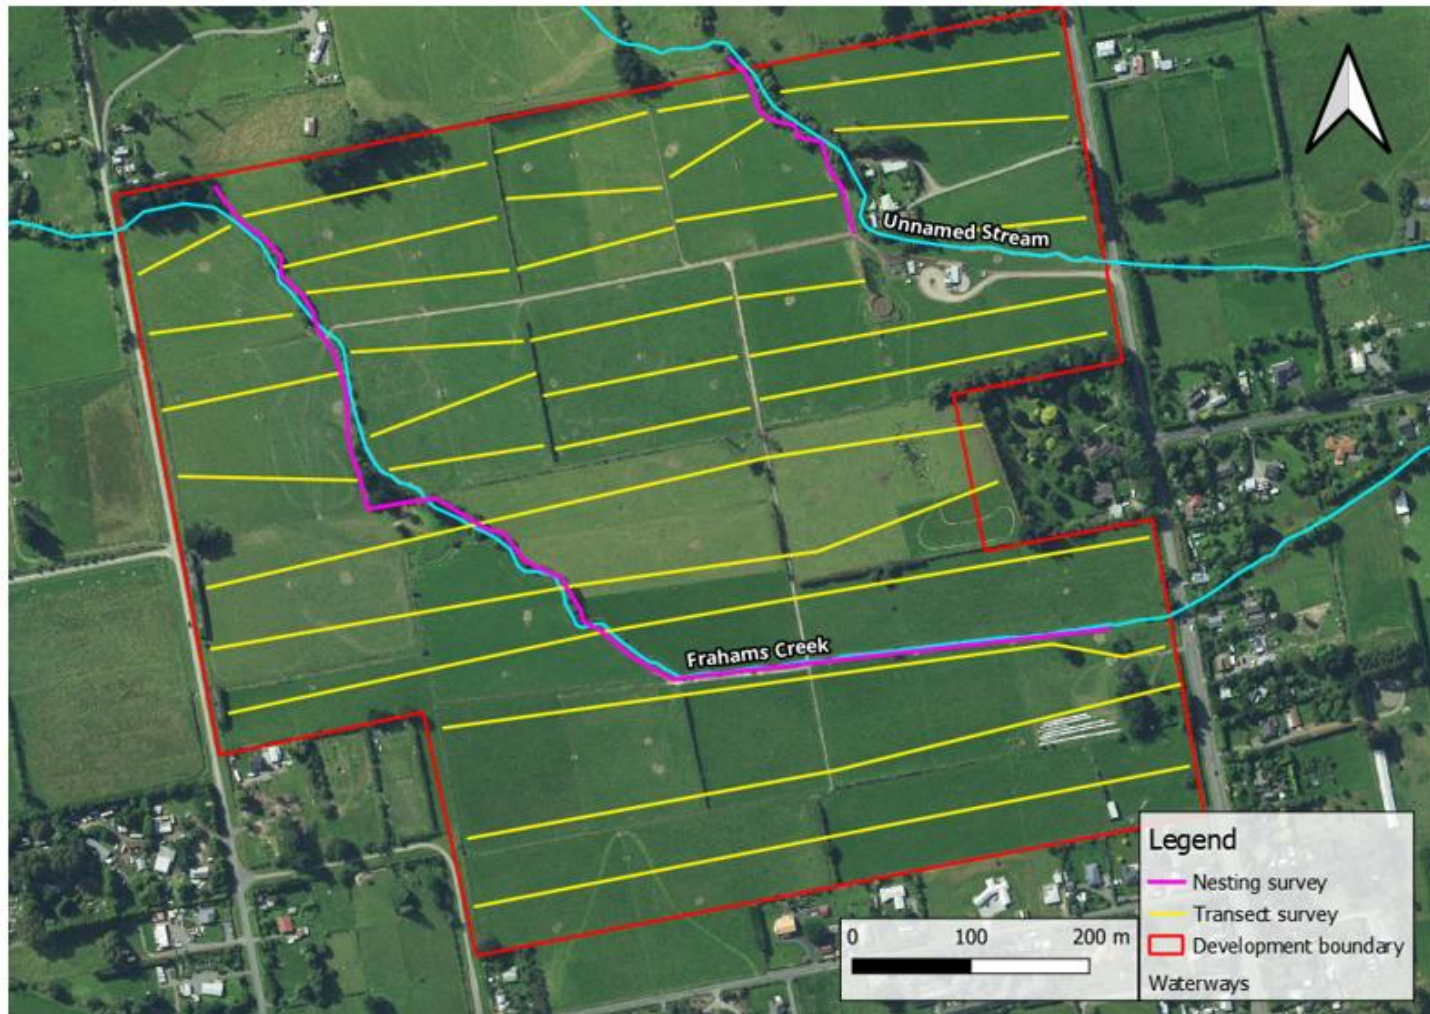 Unnamed Stream
Frahams Creek
Legend
Nesting survey
Transect survey
Development boundary
Waterways
0 100 200 m